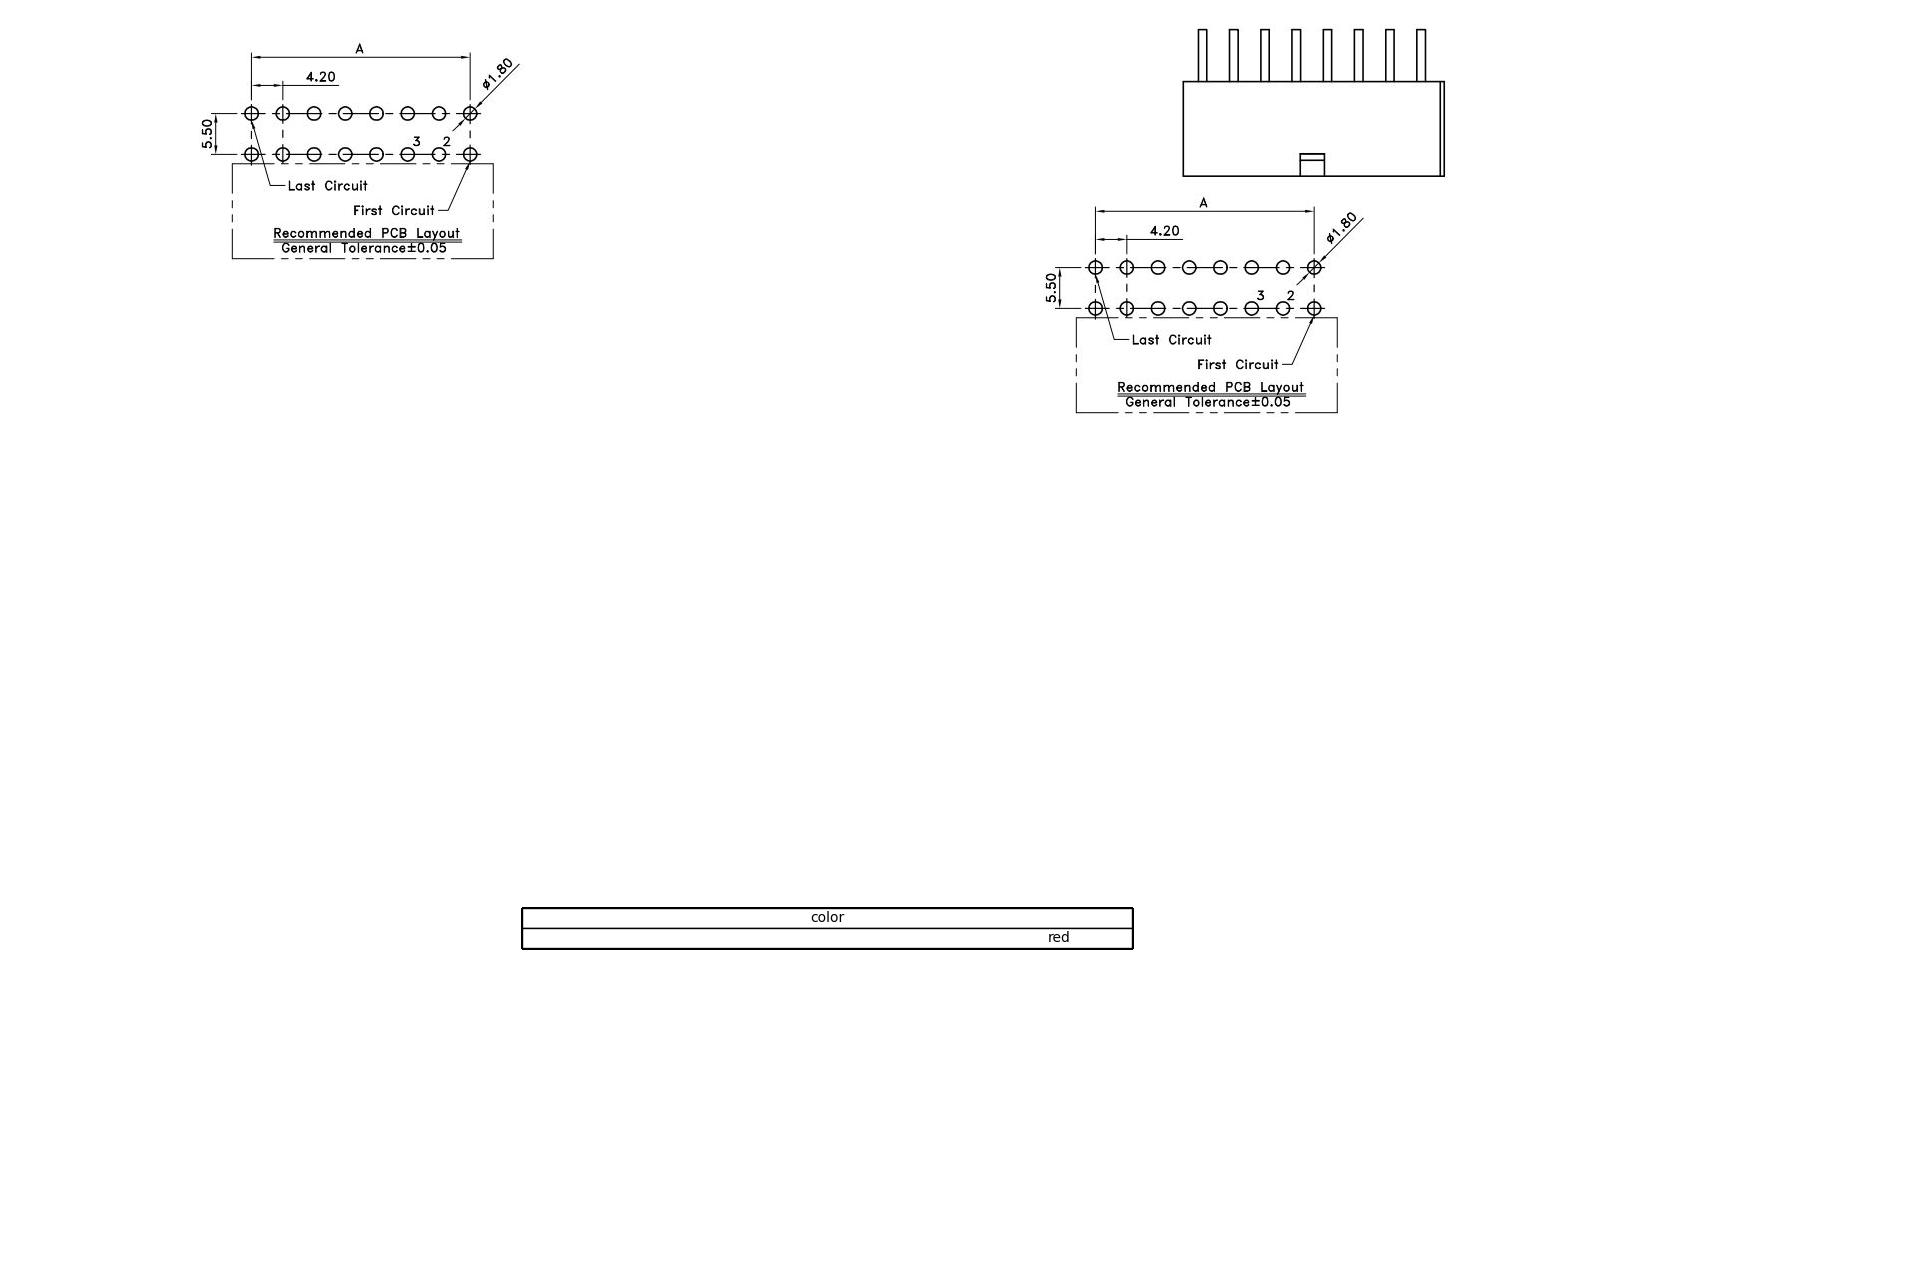 A
4.20
ø1.80
5.50
3 2
Last Circuit
First Circuit
Recommended PCB Layout
General Tolerance±0.05
A
4.20
ø1.80
5.50
3 2
Last Circuit
First Circuit
Recommended PCB Layout
General Tolerance±0.05
color
red